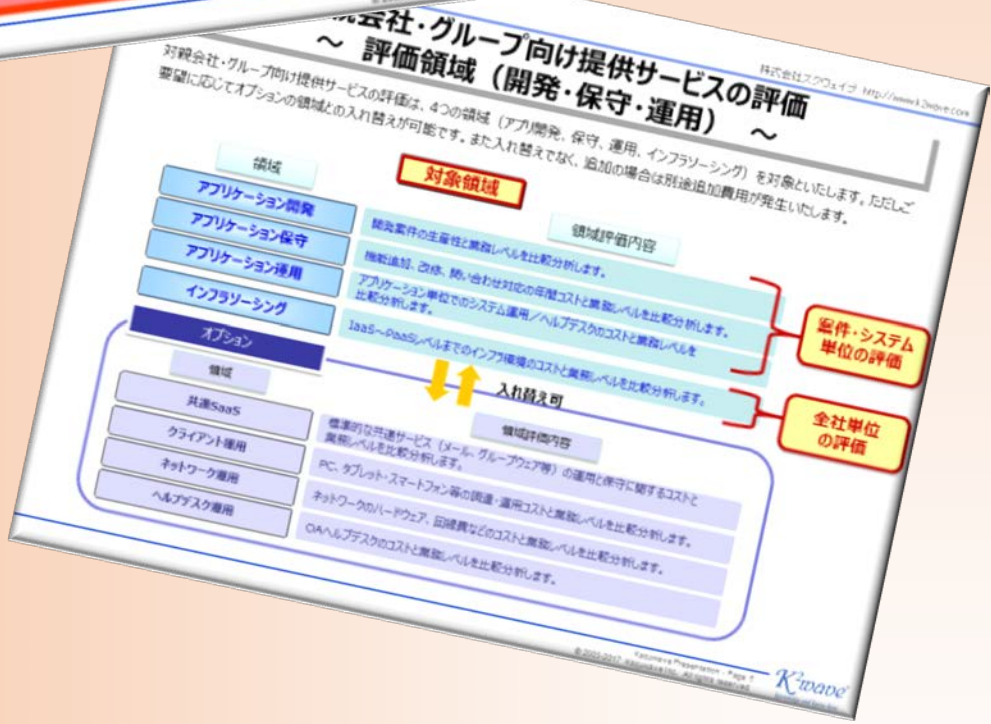 株式会社スクウェイブ http://www.k2wave.com
会社・グループ向け提供サービスの評価
～ 評価領域（開発・保守・運用） ～
対親会社・グループ向け提供サービスの評価は、4つの領域（アプリ開発、保守、運用、インフラソーシング）を対象といたします。ただしご
要望に応じてオプションの領域との入れ替えが可能です。また入れ替えでなく、追加の場合は別途追加費用が発生いたします。
領域
対象領域
領域評価内容
アプリケーション開発
開発案件の生産性と業務レベルを比較分析します。
アプリケーション保守
機能追加、改修、問い合わせ対応の年間コストと業務レベルを比較分析します。
アプリケーション運用
アプリケーション単位でのシステム運用／ヘルプデスクのコストと業務レベルを
比較分析します。
インフラソーシング
IaaS～PaaSレベルまでのインフラ環境のコストと業務レベルを比較分析します。
案件・システム
単位の評価
全社単位
の評価
オプション
入れ替え可
領域
領域評価内容
共通SaaS
標準的な共通サービス（メール、グループウェア等）の運用と保守に関するコストと
業務レベルを比較分析します。
クライアント運用
PC、タブレット・スマートフォン等の調達・運用コストと業務レベルを比較分析します。
ネットワーク運用
ネットワークのハードウェア、回線費などのコストと業務レベルを比較分析します。
ヘルプデスク運用
OAヘルプデスクのコストと業務レベルを比較分析します。
Presentation - Page 1
All rights reserved
K²wave